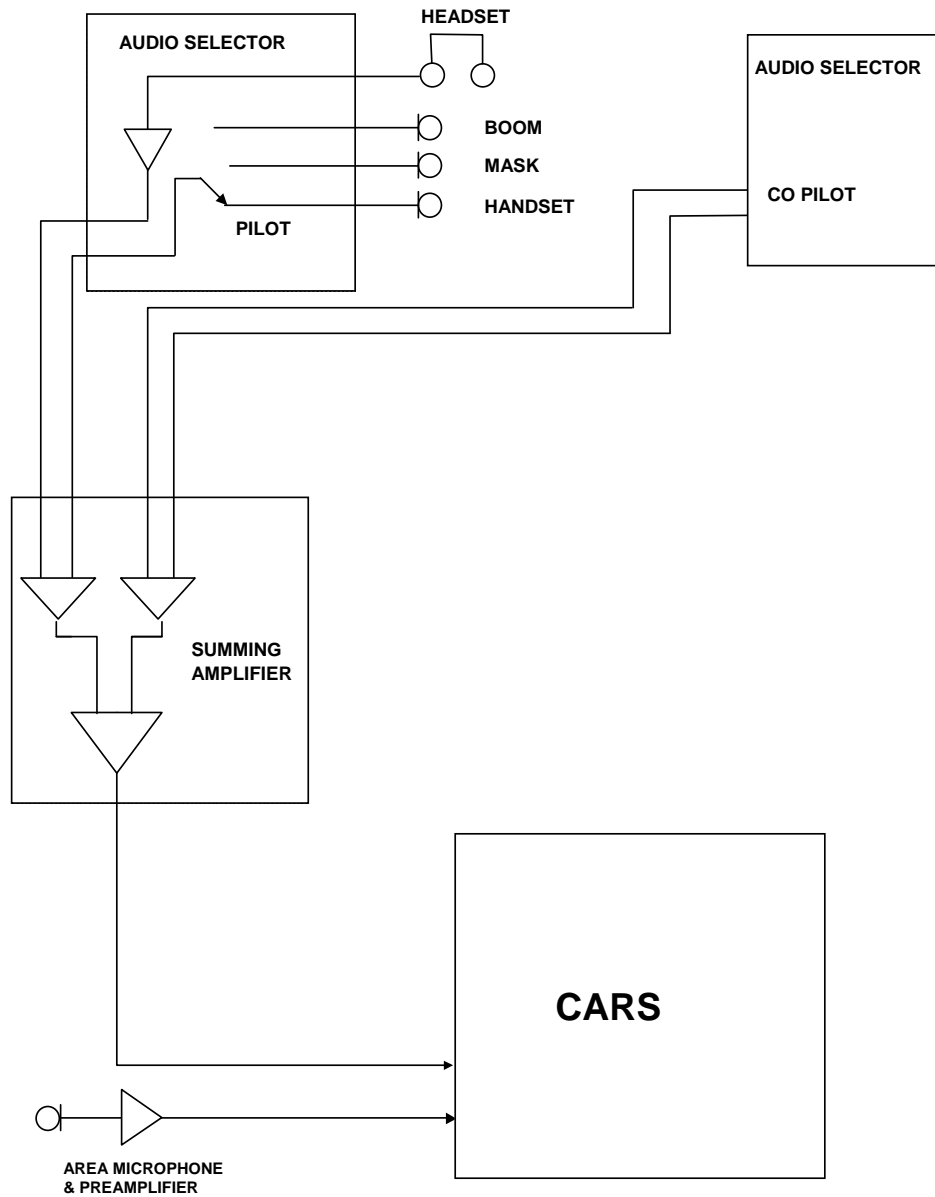 HEADSET
AUDIO SELECTOR
AUDIO SELECTOR
BOOM
MASK
CO PILOT
HANDSET
PILOT
SUMMING
AMPLIFIER
CARS
AREA MICROPHONE
& PREAMPLIFIER